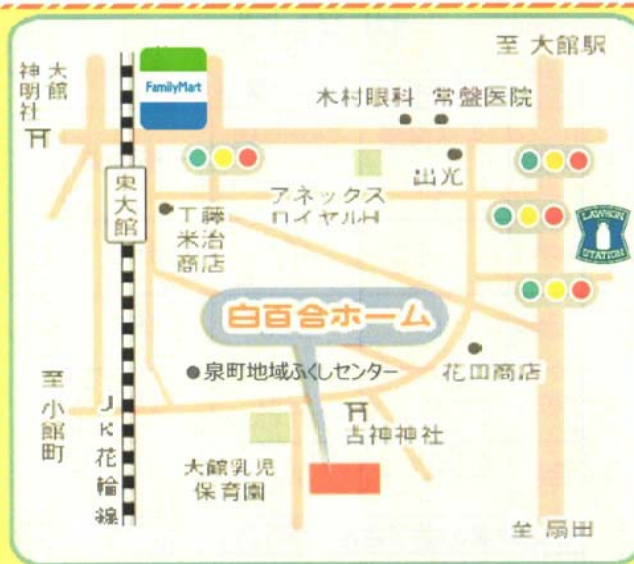 至 大館駅
大館
神明社
FamilyMart
木村眼科 常盤医院
出光
東大館
アネックス
ロイヤルH
工藤
米治
商店
LAWSON
STATION
白百合ホーム
泉町地域ふくしセンター
花田商店
至 小館町
花輪線
古神神社
大館乳児
保育園
至 扇田